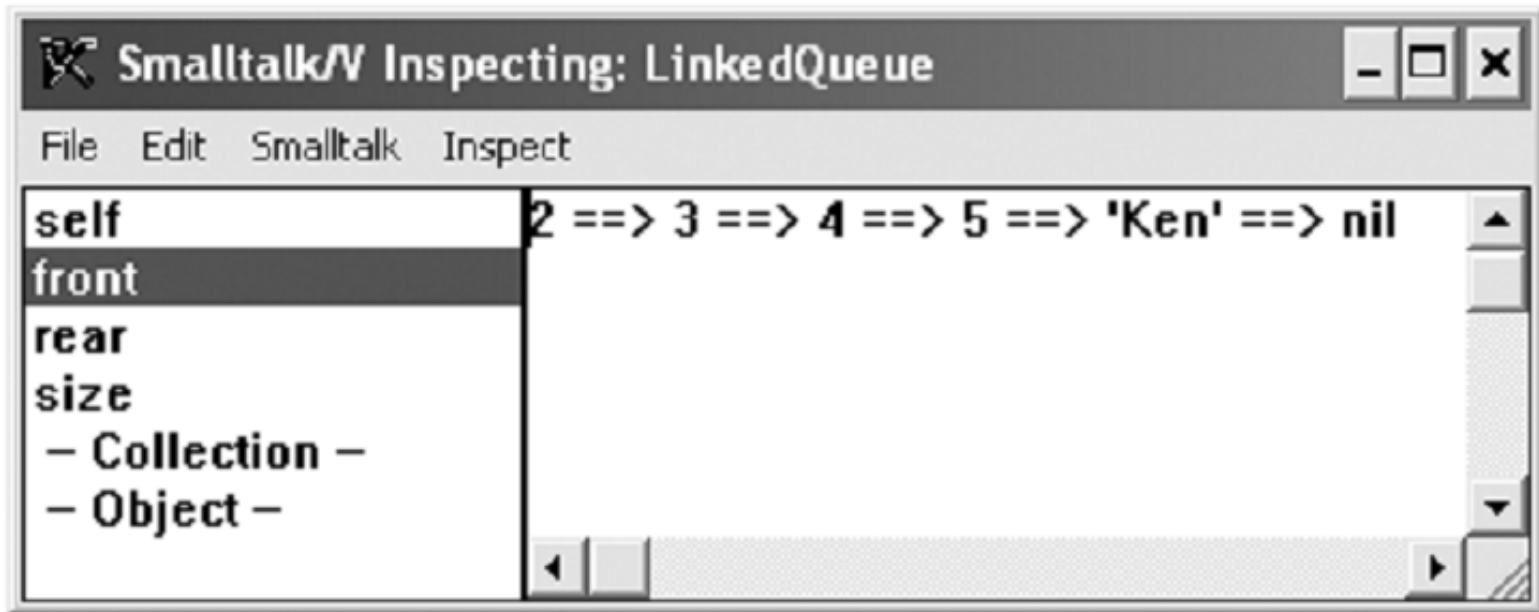 Smalltalk/V Inspecting: LinkedQueue
File Edit Smalltalk Inspect
self
front
rear
size
– Collection –
– Object –
2 ==> 3 ==> 4 ==> 5 ==> 'Ken' ==> nil